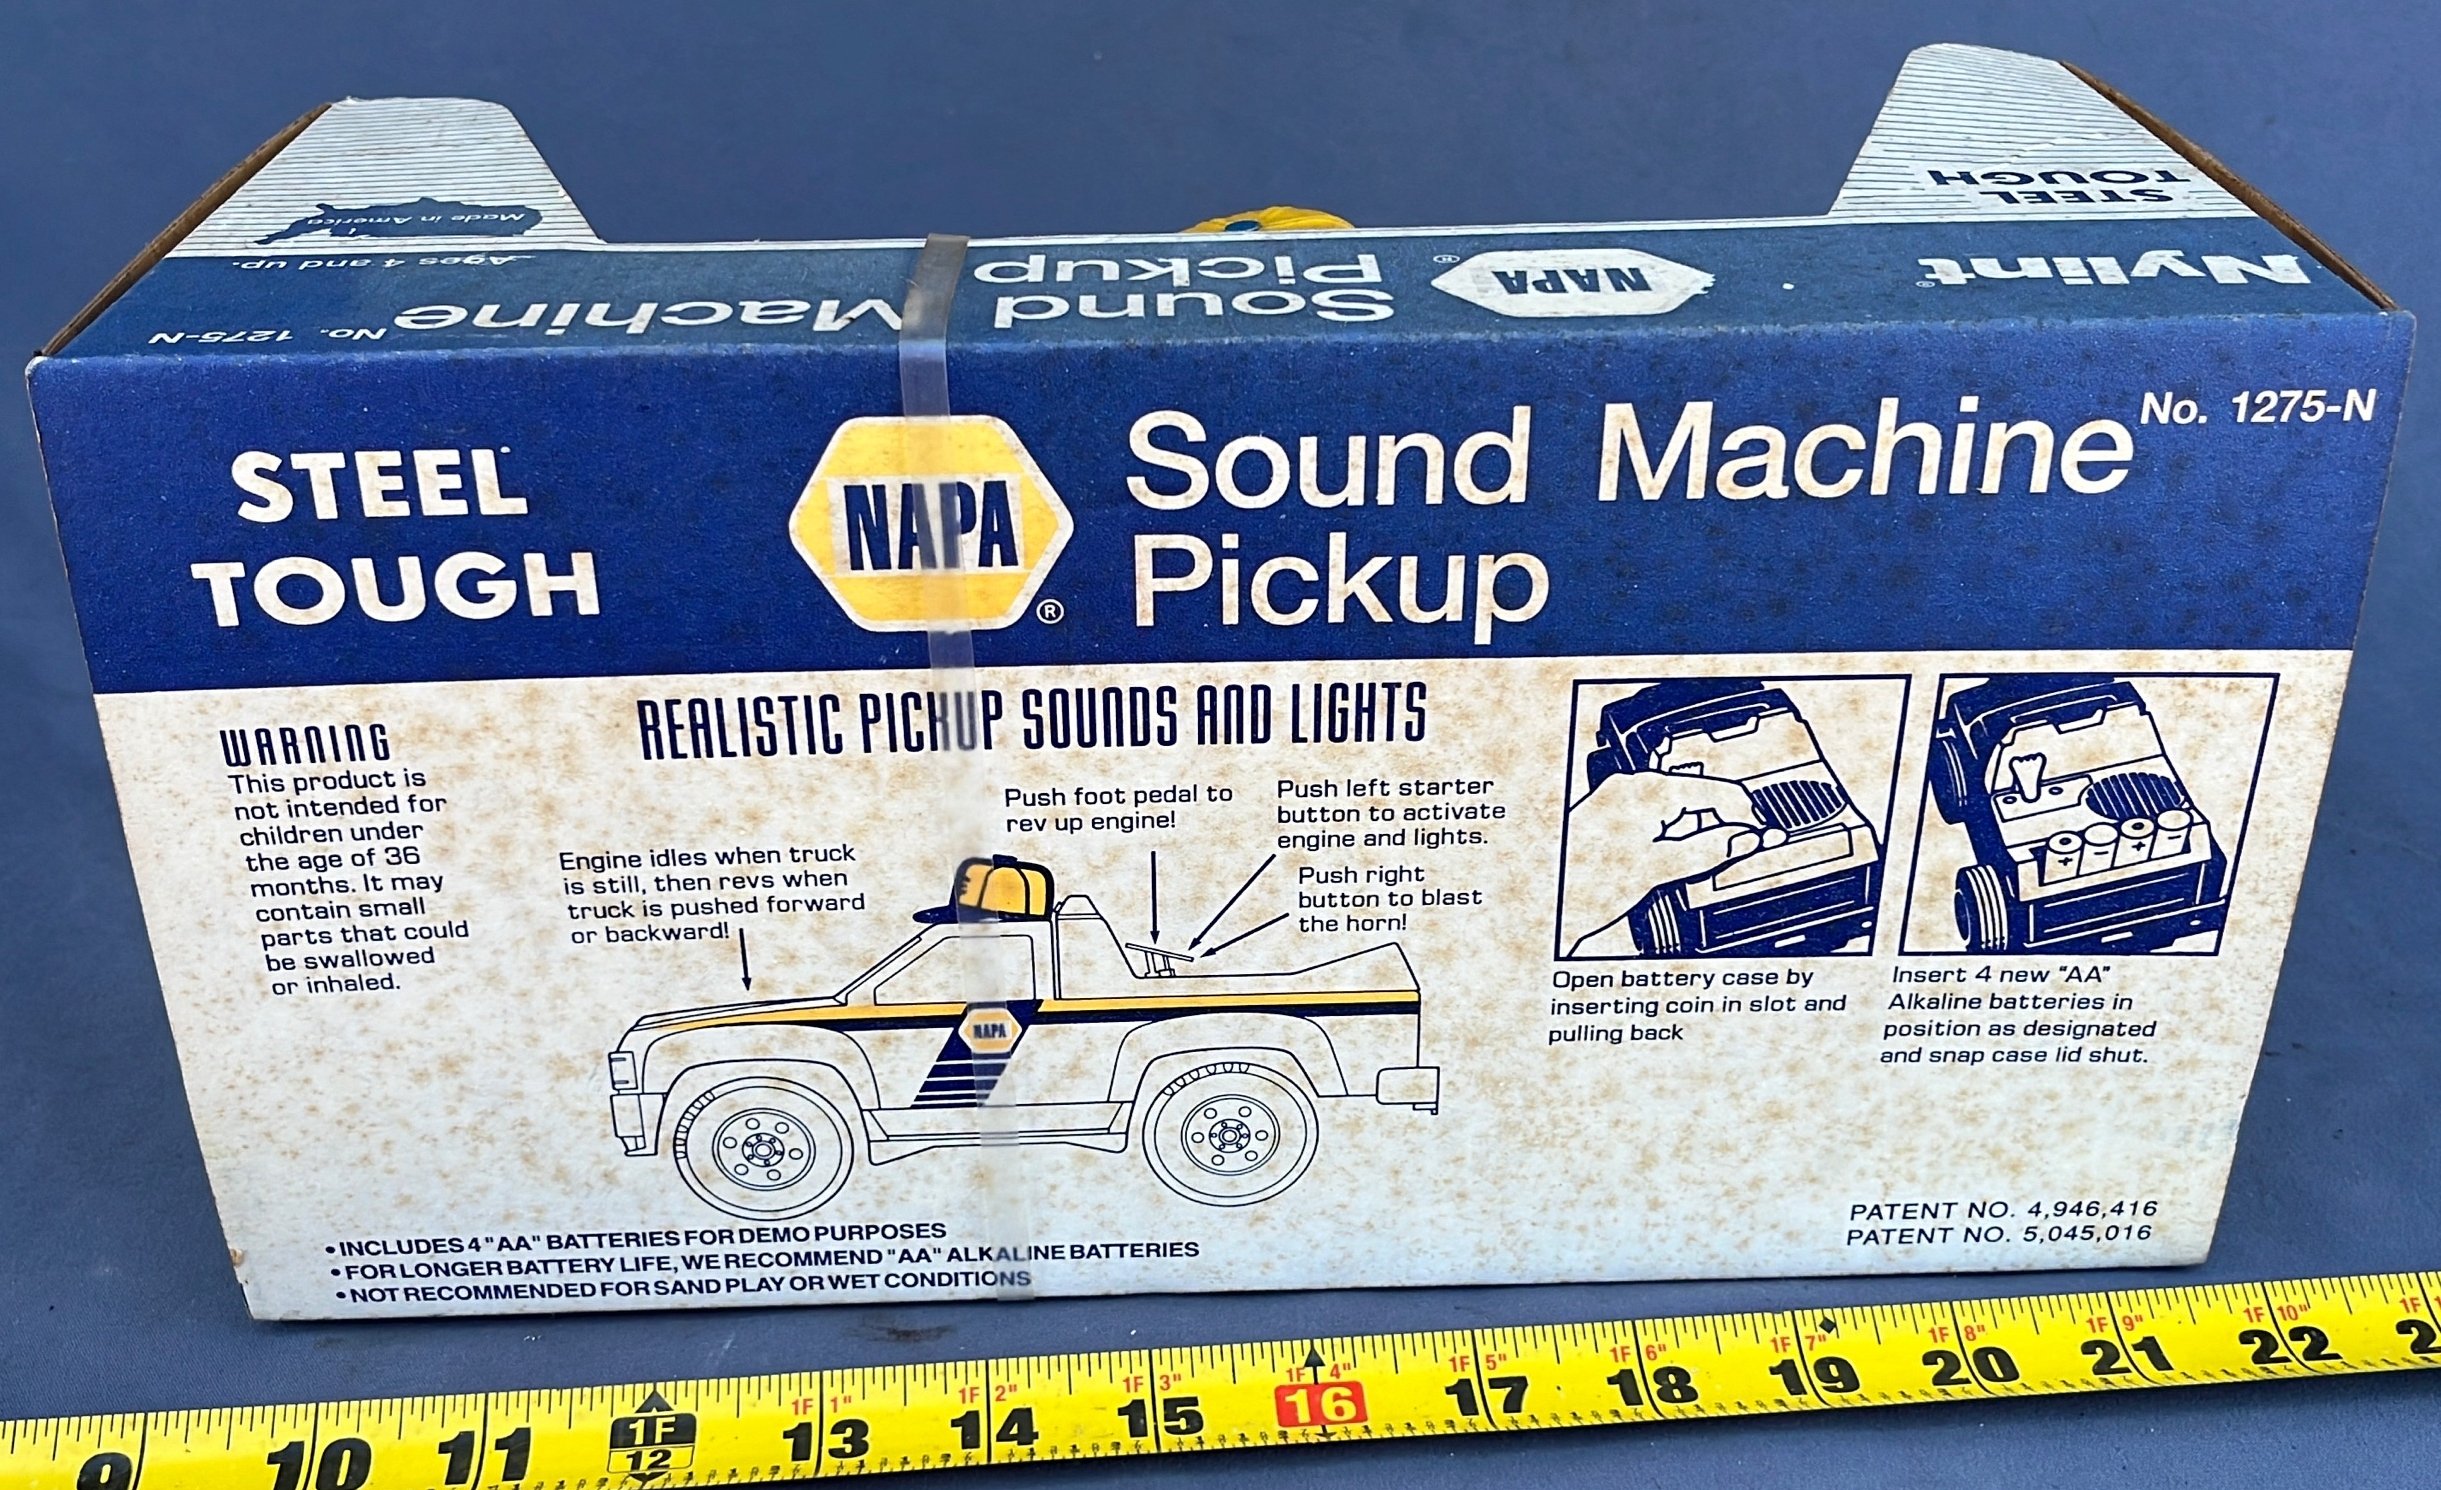 STEEL
TOUGH
Made in America
Nylint®
NAPA®
Sound
Pickup
Machine
No. 1275-N
Ages 4 and up.
STEEL
TOUGH
NAPA
®
Sound Machine
Pickup
No. 1275-N
REALISTIC PICKUP SOUNDS AND LIGHTS
WARNING
This product is
not intended for
children under
the age of 36
months. It may
contain small
parts that could
be swallowed
or inhaled.
Engine idles when truck
is still, then revs when
truck is pushed forward
or backward!
Push foot pedal to
rev up engine!
Push left starter
button to activate
engine and lights.
Push right
button to blast
the horn!
NAPA
+ − + −
Open battery case by
inserting coin in slot and
pulling back
Insert 4 new "AA"
Alkaline batteries in
position as designated
and snap case lid shut.
• INCLUDES 4 "AA" BATTERIES FOR DEMO PURPOSES
• FOR LONGER BATTERY LIFE, WE RECOMMEND "AA" ALKALINE BATTERIES
• NOT RECOMMENDED FOR SAND PLAY OR WET CONDITIONS
PATENT NO. 4,946,416
PATENT NO. 5,045,016
1F 1" 1F 2" 1F 3" 1F 4" 1F 5" 1F 6" 1F 7" 1F 8" 1F 9" 1F 10"
9 10 11 1F 12 13 14 15 16 17 18 19 20 21 22